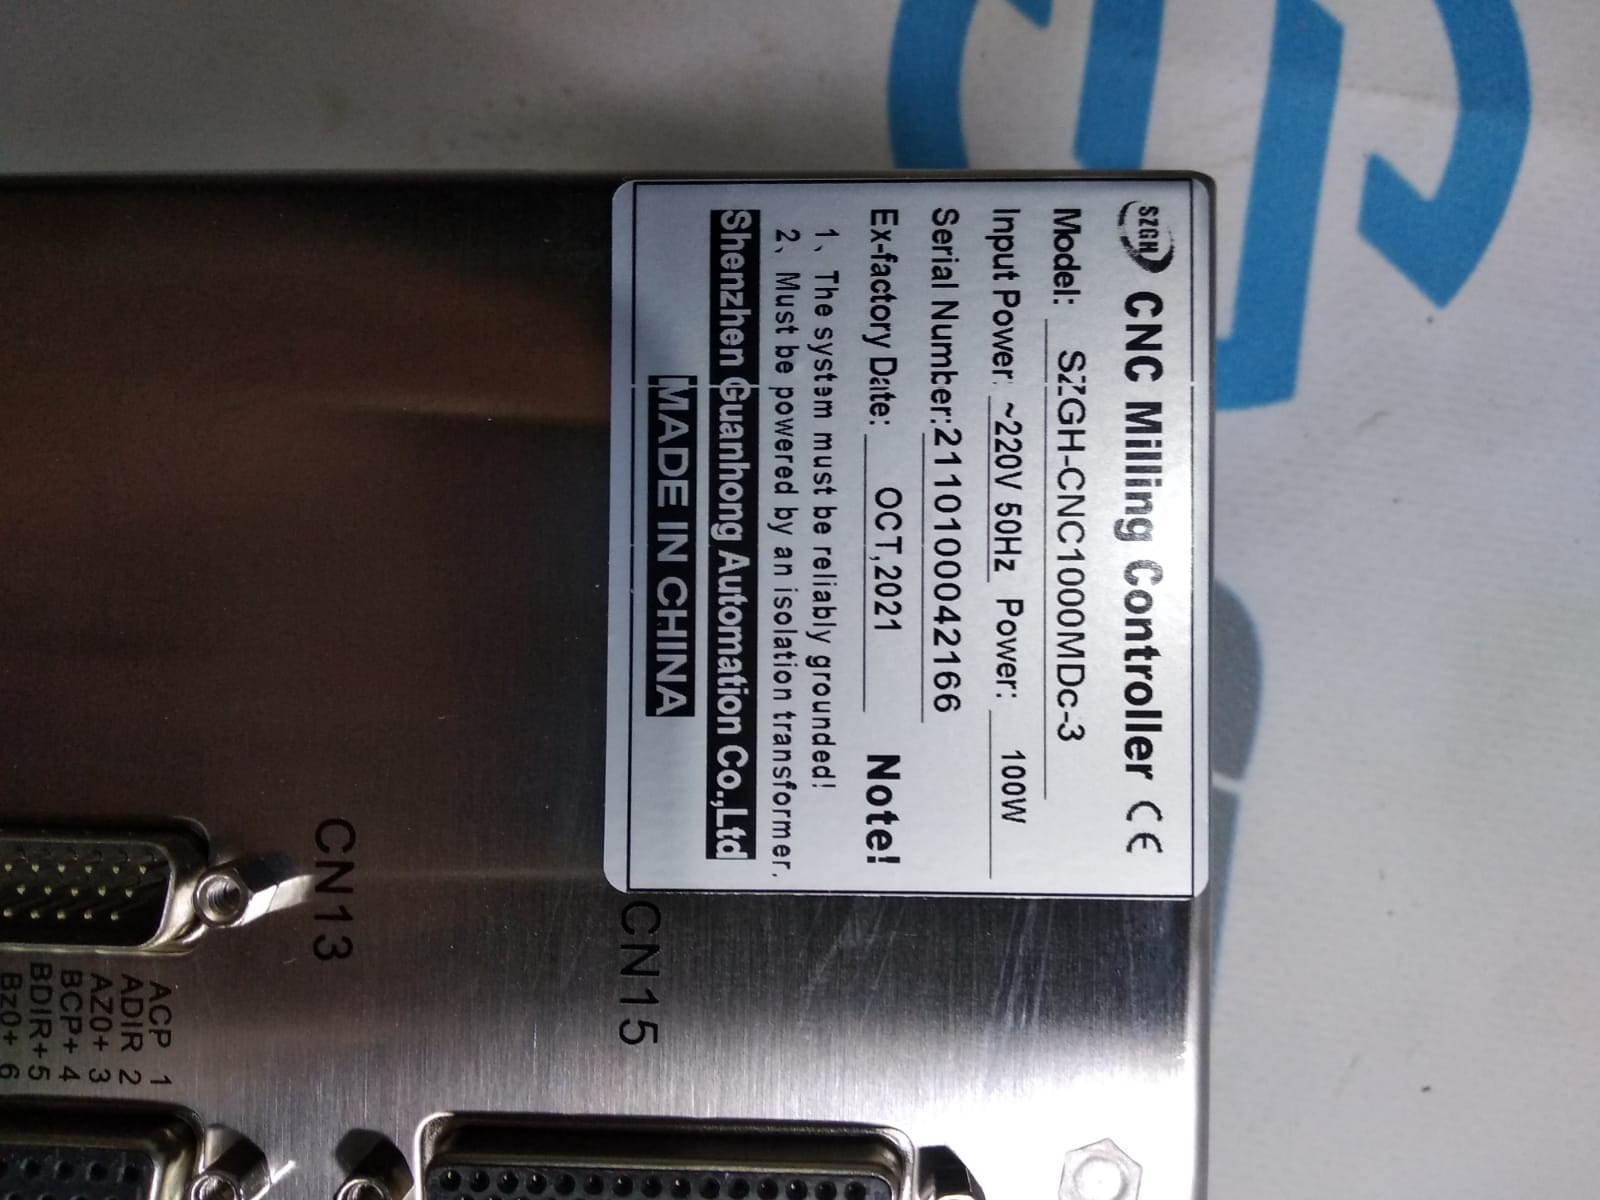 SZGH CNC Milling Controller CE
Model: SZGH-CNC1000MDc-3
Input Power: ~220V 50Hz Power: 100W
Serial Number:2110100042166
Ex-factory Date: OCT,2021 Note!
1、The system must be reliably grounded!
2、Must be powered by an isolation transformer.
Shenzhen Guanhong Automation Co.,Ltd
MADE IN CHINA
CN15
CN13
ACP 1
ADIR 2
AZ0+ 3
BCP+ 4
BDIR+5
Bz0+ 6